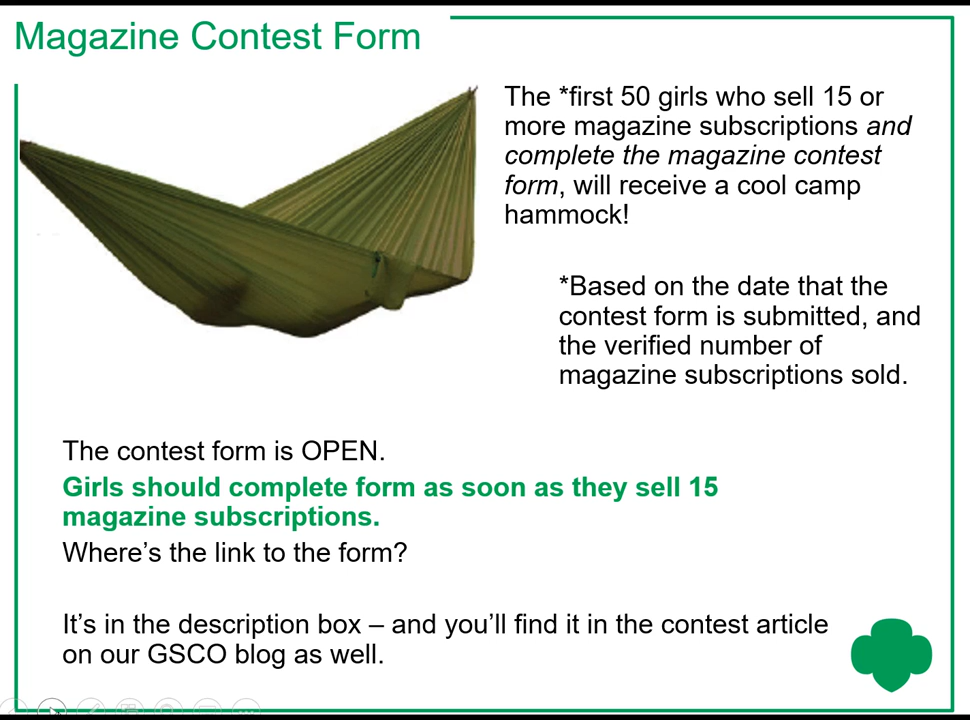 Magazine Contest Form
The *first 50 girls who sell 15 or
more magazine subscriptions and
complete the magazine contest
form, will receive a cool camp
hammock!
*Based on the date that the
contest form is submitted, and
the verified number of
magazine subscriptions sold.
The contest form is OPEN.
Girls should complete form as soon as they sell 15
magazine subscriptions.
Where’s the link to the form?
It’s in the description box – and you’ll find it in the contest article
on our GSCO blog as well.